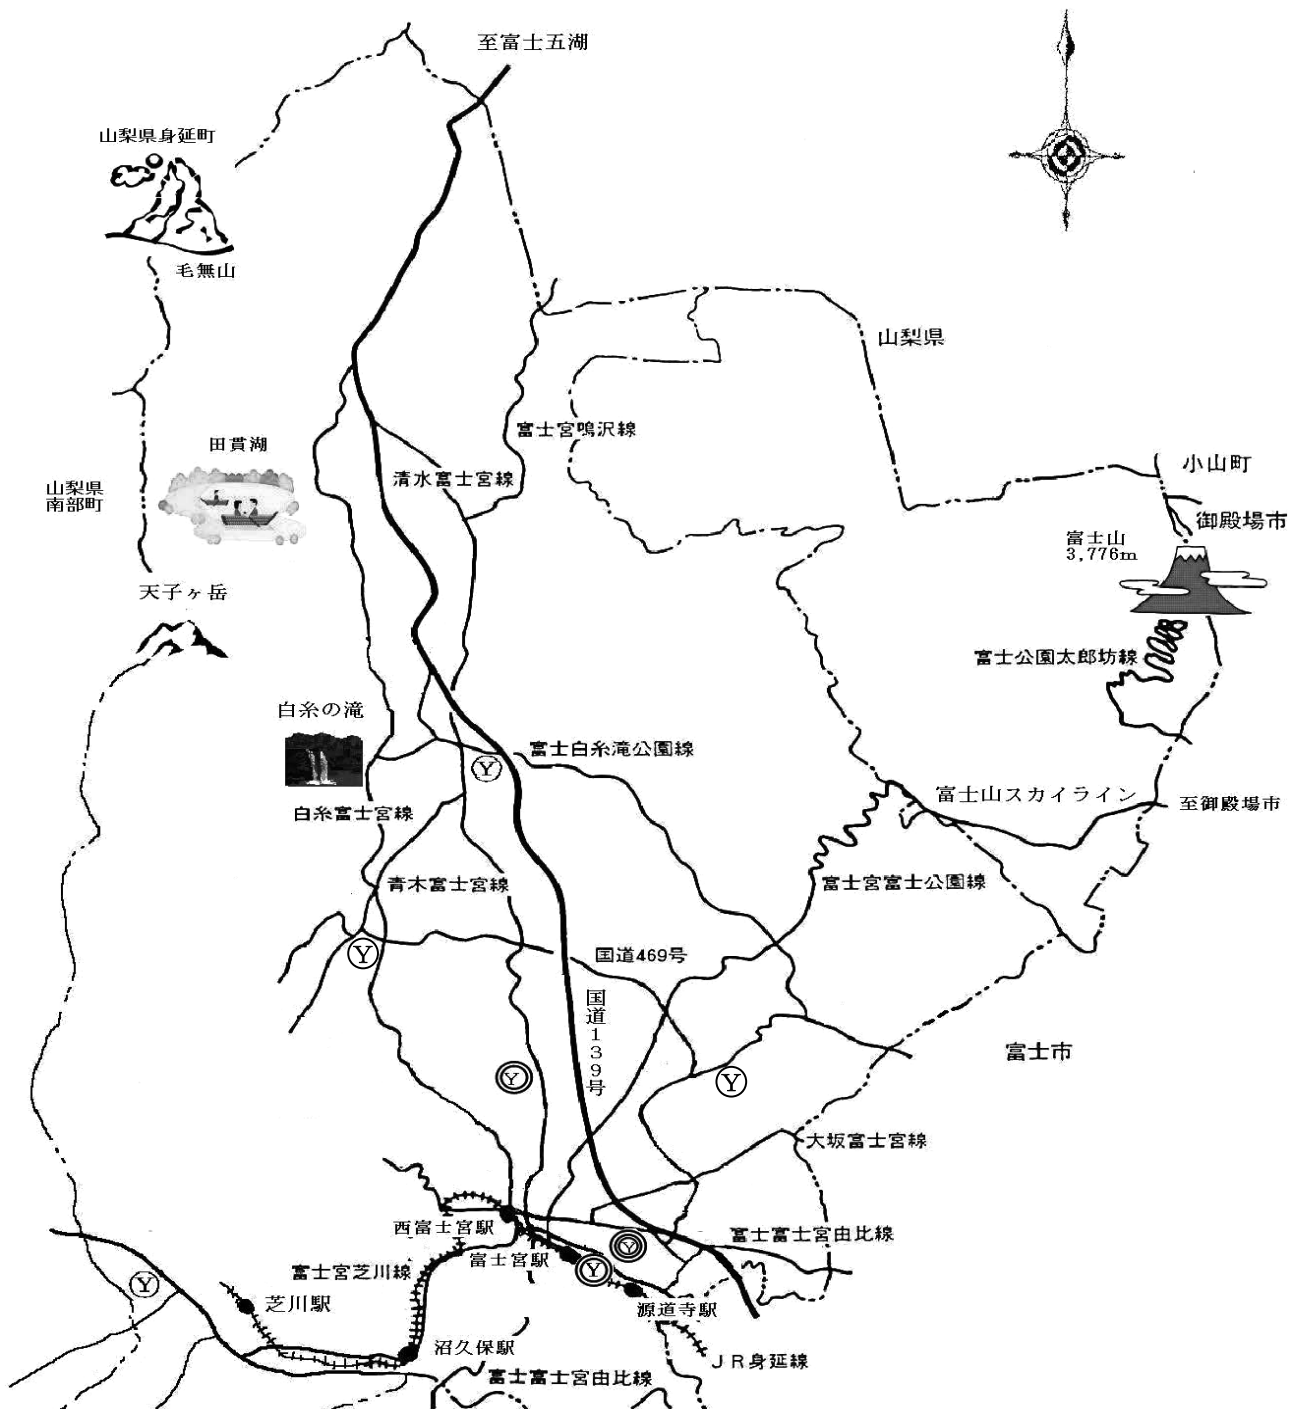 至富士五湖
山梨県身延町
毛無山
山梨県
富士宮鳴沢線
田貫湖
清水富士宮線
小山町
山梨県
南部町
御殿場市
富士山
3,776m
天子ヶ岳
富士公園太郎坊線
白糸の滝
富士白糸滝公園線
Y
富士山スカイライン
至御殿場市
白糸富士宮線
青木富士宮線
富士宮富士公園線
Y
国道469号
国道139号
富士市
Y
Y
大坂富士宮線
西富士宮駅
富士富士宮由比線
Y
富士宮駅
Y
富士宮芝川線
Y
芝川駅
源道寺駅
沼久保駅
JR身延線
富士富士宮由比線